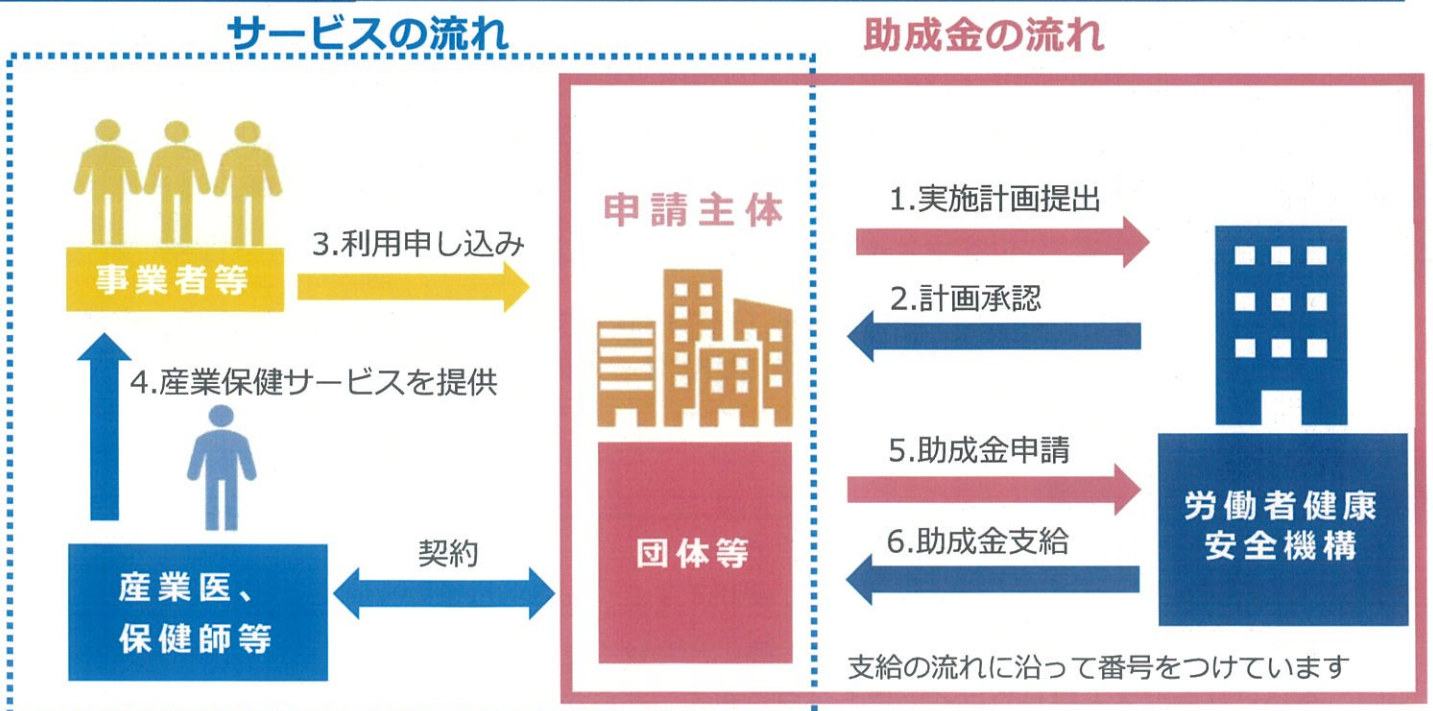 サービスの流れ
助成金の流れ
事業者等
3.利用申し込み
4.産業保健サービスを提供
産業医、
保健師等
契約
申請主体
団体等
1.実施計画提出
2.計画承認
5.助成金申請
6.助成金支給
労働者健康
安全機構
支給の流れに沿って番号をつけています